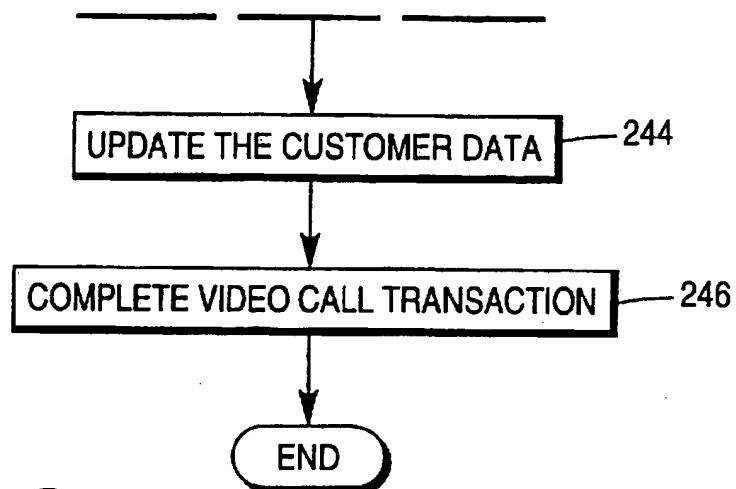 UPDATE THE CUSTOMER DATA
244
COMPLETE VIDEO CALL TRANSACTION
246
END